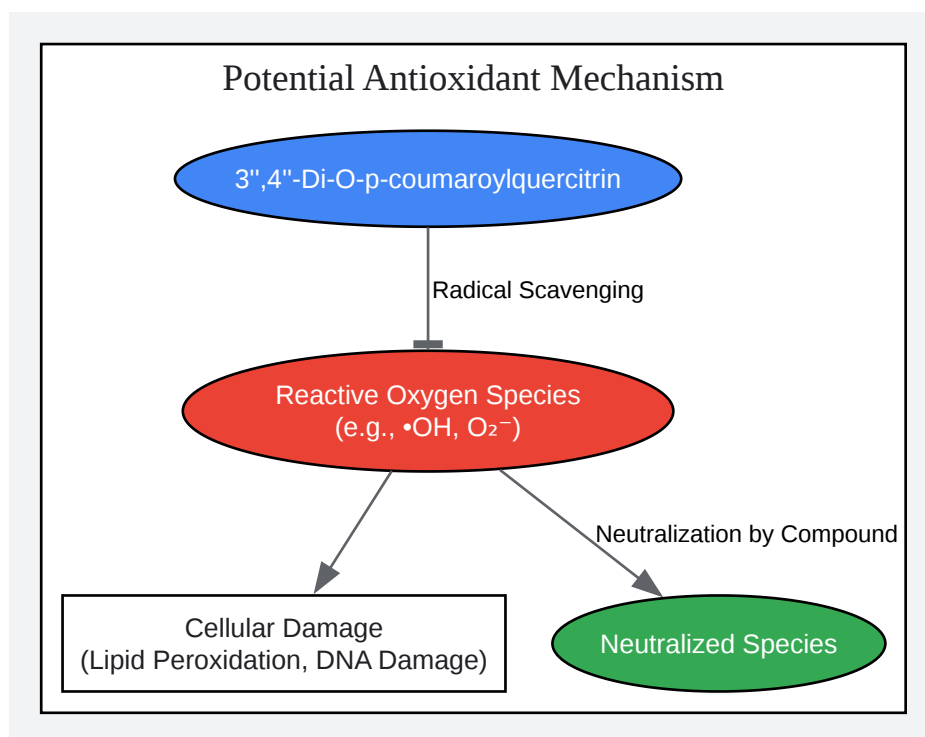 Potential Antioxidant Mechanism
3",4"-Di-O-p-coumaroylquercitrin
Radical Scavenging
Reactive Oxygen Species
(e.g., •OH, O₂⁻)
Neutralization by Compound
Cellular Damage
(Lipid Peroxidation, DNA Damage)
Neutralized Species